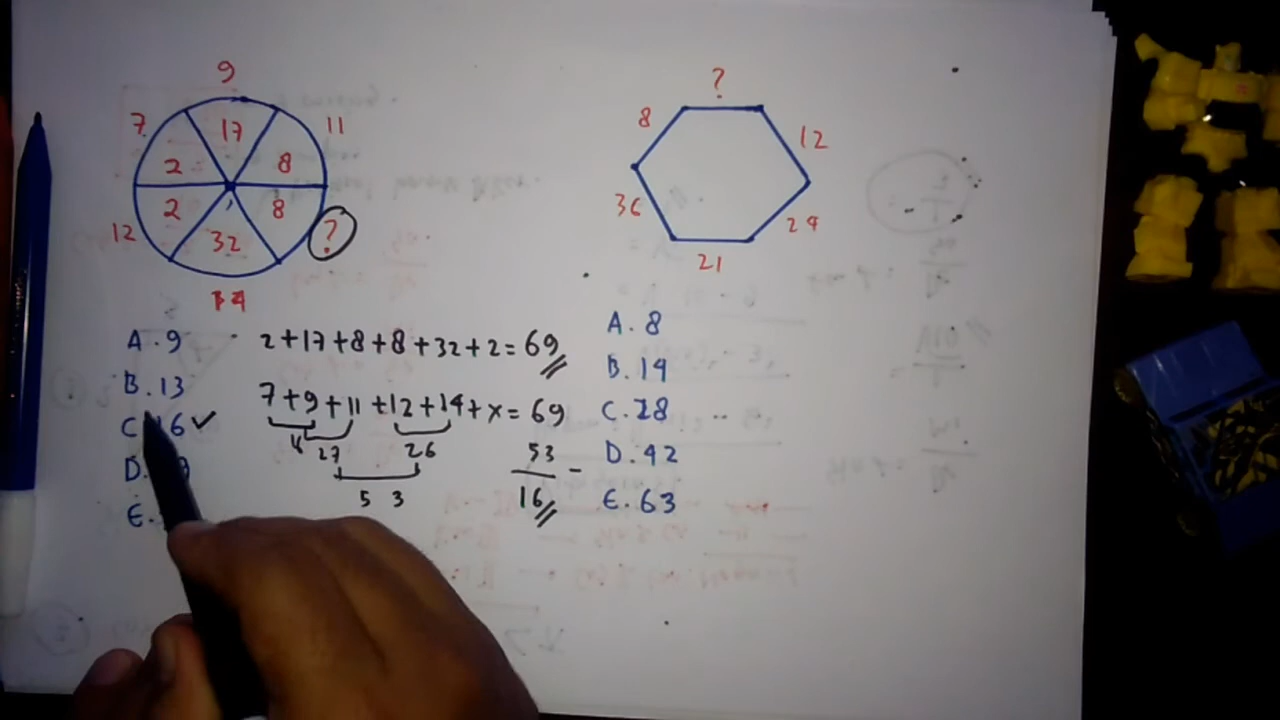 9
7
17
11
2
8
2
8
12
32
?
14
A. 9
B. 13
C. 16 ✓
D.
E.
2+17+8+8+32+2=69
7+9+11+12+14+x=69
27
26
53
53
16
?
8
12
36
24
21
A. 8
B. 14
C. 28
D. 42
E. 63